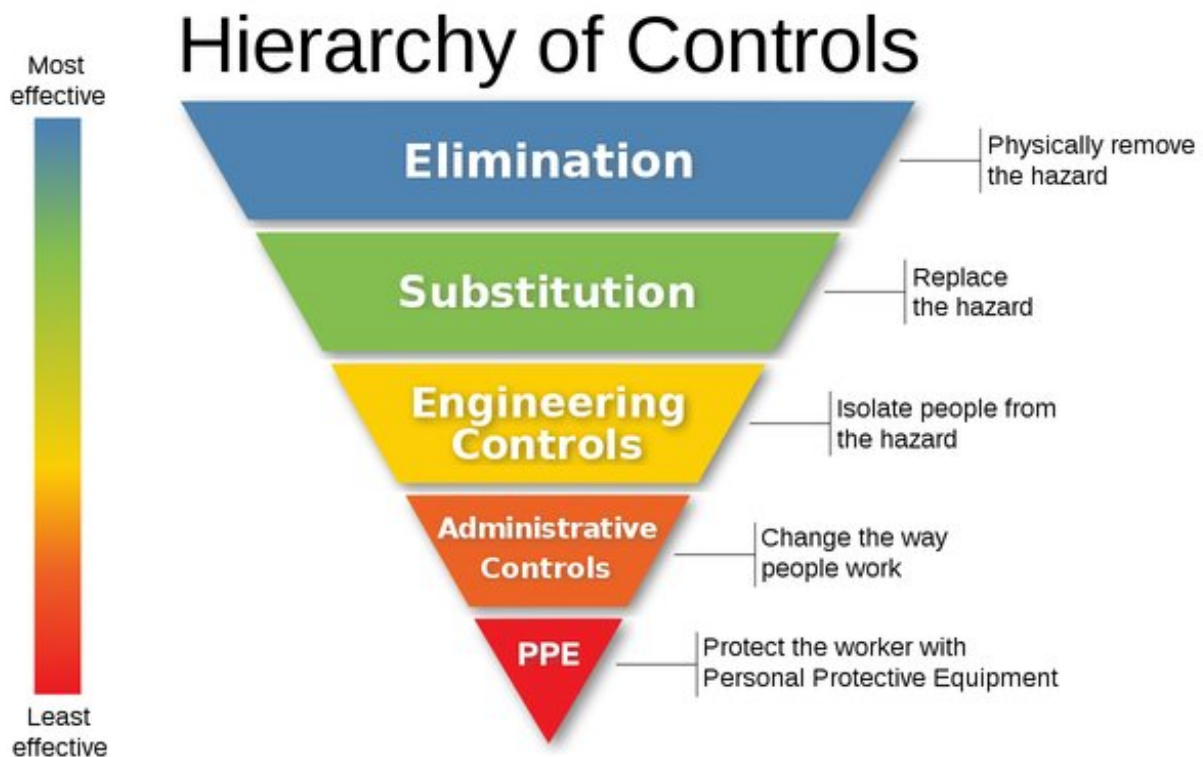 Hierarchy of Controls
Most
effective
Elimination
Physically remove
the hazard
Substitution
Replace
the hazard
Engineering
Controls
Isolate people from
the hazard
Administrative
Controls
Change the way
people work
PPE
Protect the worker with
Personal Protective Equipment
Least
effective